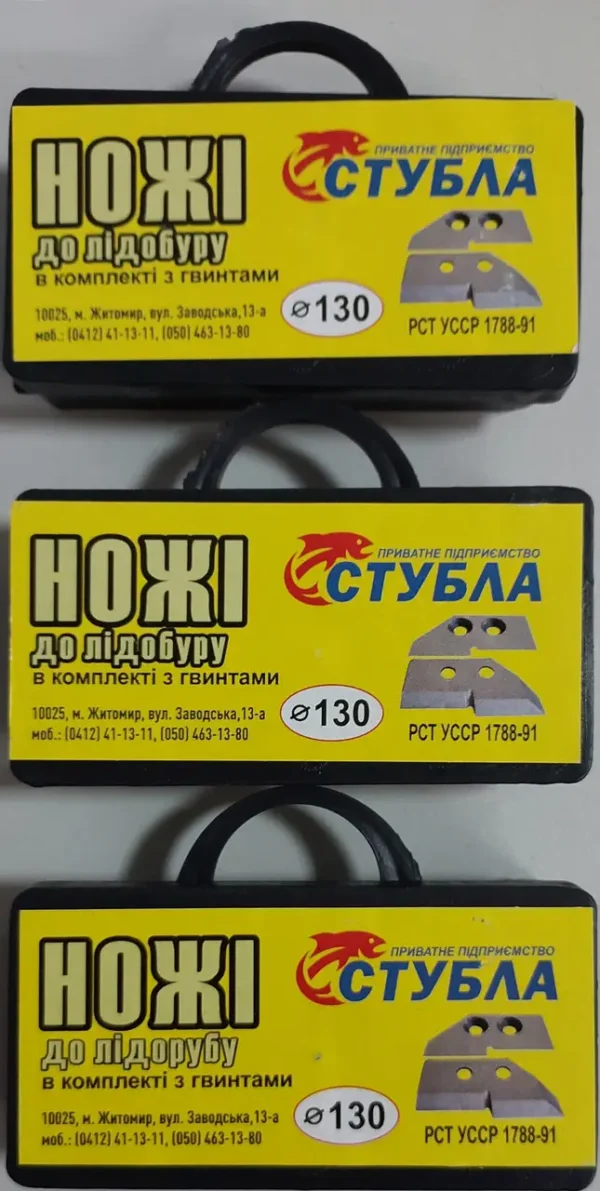 НОЖІ
до лідобуру
в комплекті з гвинтами
10025, м. Житомир, вул. Заводська,13-а
моб.: (0412) 41-13-11, (050) 463-13-80
ПРИВАТНЕ ПІДПРИЄМСТВО
СТУБЛА
⌀130
РСТ УССР 1788-91
НОЖІ
до лідобуру
в комплекті з гвинтами
10025, м. Житомир, вул. Заводська,13-а
моб.: (0412) 41-13-11, (050) 463-13-80
ПРИВАТНЕ ПІДПРИЄМСТВО
СТУБЛА
⌀130
РСТ УССР 1788-91
НОЖІ
до лідорубу
в комплекті з гвинтами
10025, м. Житомир, вул. Заводська,13-а
моб.: (0412) 41-13-11, (050) 463-13-80
ПРИВАТНЕ ПІДПРИЄМСТВО
СТУБЛА
⌀130
РСТ УССР 1788-91